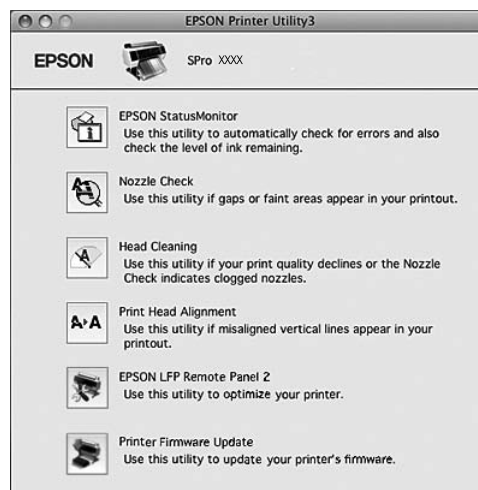 EPSON Printer Utility3
EPSON
SPro XXXX
EPSON StatusMonitor
Use this utility to automatically check for errors and also
check the level of ink remaining.
Nozzle Check
Use this utility if gaps or faint areas appear in your printout.
Head Cleaning
Use this utility if your print quality declines or the Nozzle
Check indicates clogged nozzles.
A
Print Head Alignment
Use this utility if misaligned vertical lines appear in your
printout.
A▸A
EPSON LFP Remote Panel 2
Use this utility to optimize your printer.
Printer Firmware Update
Use this utility to update your printer's firmware.